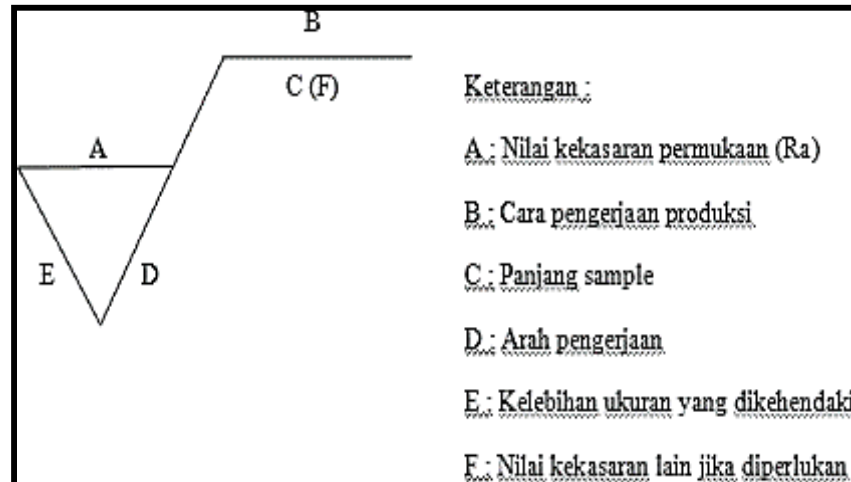 B
C (F)
A
E
D
Keterangan :
A : Nilai kekasaran permukaan (Ra)
B : Cara pengerjaan produksi
C : Panjang sample
D : Arah pengerjaan
E : Kelebihan ukuran yang dikehendaki
F : Nilai kekasaran lain jika diperlukan